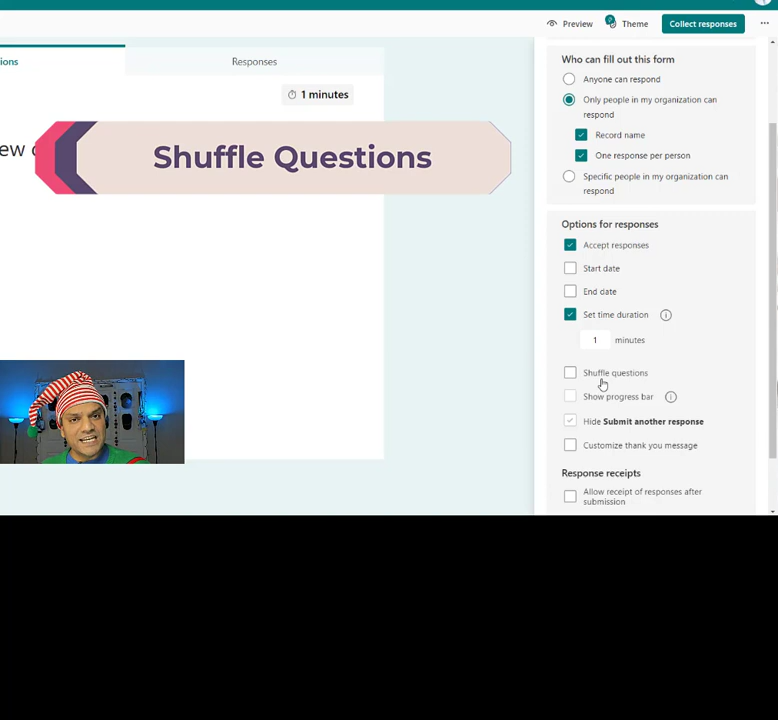 Preview
Theme
Collect responses
ions
Responses
1 minutes
ew
Shuffle Questions
Who can fill out this form
Anyone can respond
Only people in my organization can
respond
Record name
One response per person
Specific people in my organization can
respond
Options for responses
Accept responses
Start date
End date
Set time duration
1 minutes
Shuffle questions
Show progress bar
Hide Submit another response
Customize thank you message
Response receipts
Allow receipt of responses after
submission